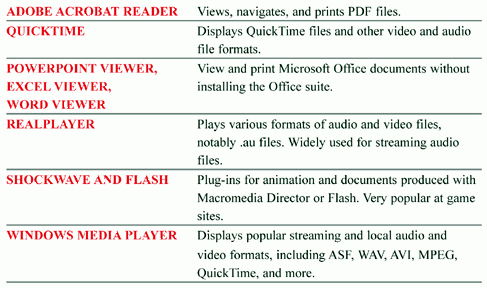 ADOBE ACROBAT READER Views, navigates, and prints PDF files.
QUICKTIME Displays QuickTime files and other video and audio
file formats.
POWERPOINT VIEWER, View and print Microsoft Office documents without
EXCEL VIEWER, installing the Office suite.
WORD VIEWER
REALPLAYER Plays various formats of audio and video files,
notably .au files. Widely used for streaming audio
files.
SHOCKWAVE AND FLASH Plug-ins for animation and documents produced with
Macromedia Director or Flash. Very popular at game
sites.
WINDOWS MEDIA PLAYER Displays popular streaming and local audio and
video formats, including ASF, WAV, AVI, MPEG,
QuickTime, and more.